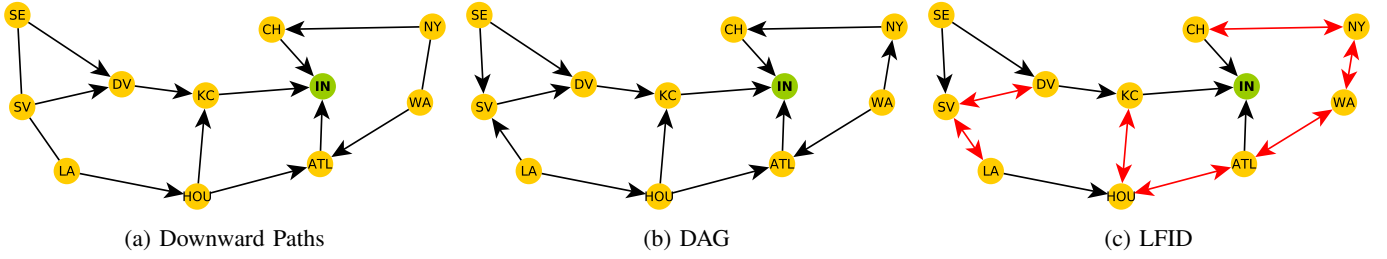 SE
CH
NY
DV
KC
IN
SV
WA
LA
ATL
HOU
(a) Downward Paths
SE
CH
NY
DV
KC
IN
SV
WA
LA
ATL
HOU
(b) DAG
SE
CH
NY
DV
KC
IN
SV
WA
LA
ATL
HOU
(c) LFID